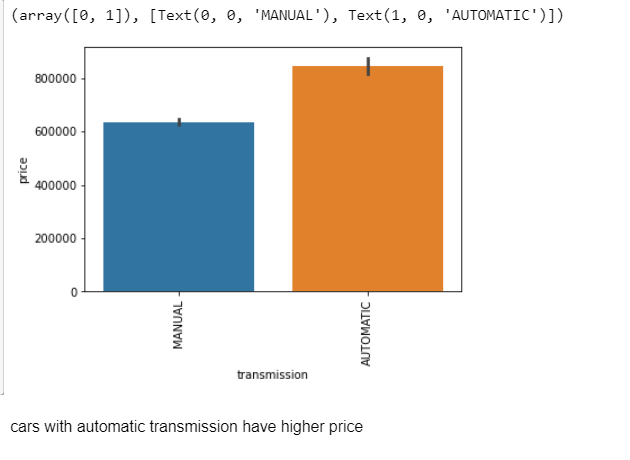 (array([0, 1]), [Text(0, 0, 'MANUAL'), Text(1, 0, 'AUTOMATIC')])
800000
600000
400000
200000
0
price
MANUAL
AUTOMATIC
transmission
cars with automatic transmission have higher price